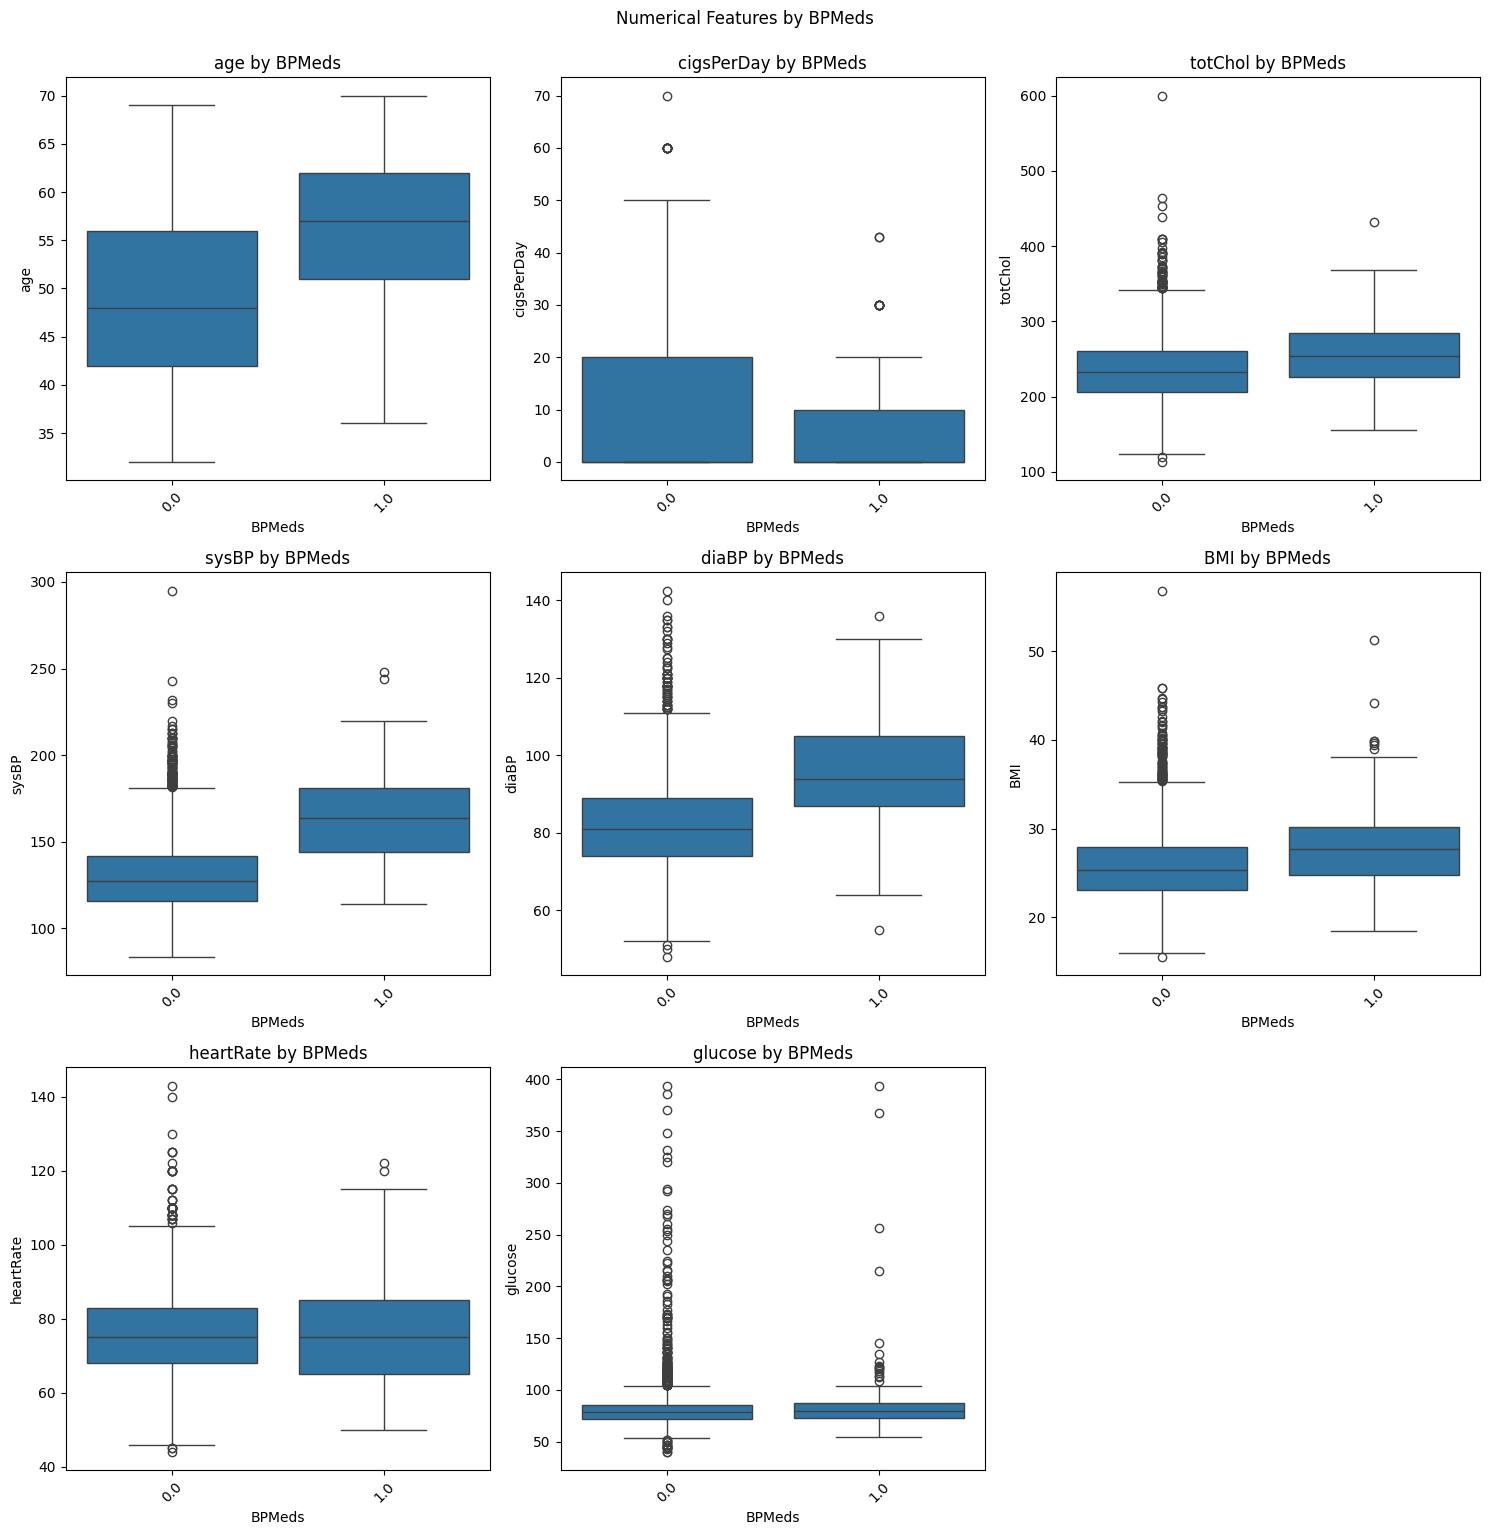 Numerical Features by BPMeds
age by BPMeds
70
65
60
55
50
45
40
35
age
0.0
1.0
BPMeds
cigsPerDay by BPMeds
70
60
50
40
30
20
10
0
cigsPerDay
0.0
1.0
BPMeds
totChol by BPMeds
600
500
400
300
200
100
totChol
0.0
1.0
BPMeds
sysBP by BPMeds
300
250
200
150
100
sysBP
0.0
1.0
BPMeds
diaBP by BPMeds
140
120
100
80
60
diaBP
0.0
1.0
BPMeds
BMI by BPMeds
50
40
30
20
BMI
0.0
1.0
BPMeds
heartRate by BPMeds
140
120
100
80
60
40
heartRate
0.0
1.0
BPMeds
glucose by BPMeds
400
350
300
250
200
150
100
50
glucose
0.0
1.0
BPMeds